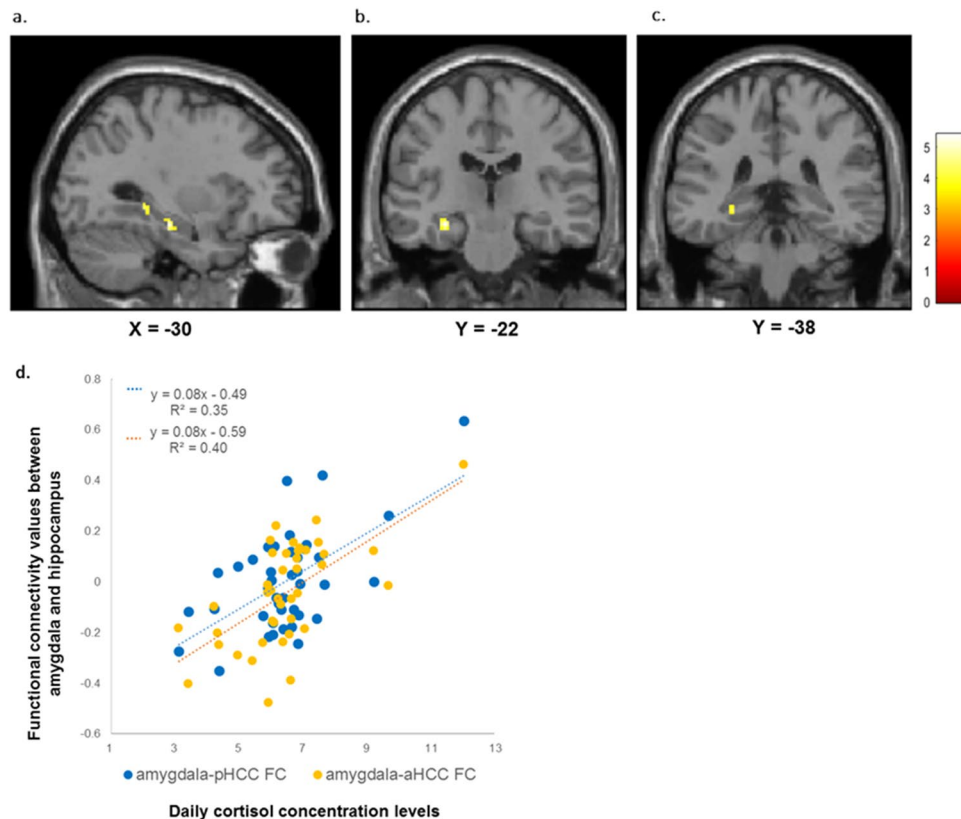 a.
b.
c.
X = -30
Y = -22
Y = -38
5
4
3
2
1
0
d.
0.8
0.6
0.4
0.2
0
-0.2
-0.4
-0.6
y = 0.08x - 0.49
R² = 0.35
y = 0.08x - 0.59
R² = 0.40
Functional connectivity values between
amygdala and hippocampus
1 3 5 7 9 11 13
amygdala-pHCC FC amygdala-aHCC FC
Daily cortisol concentration levels